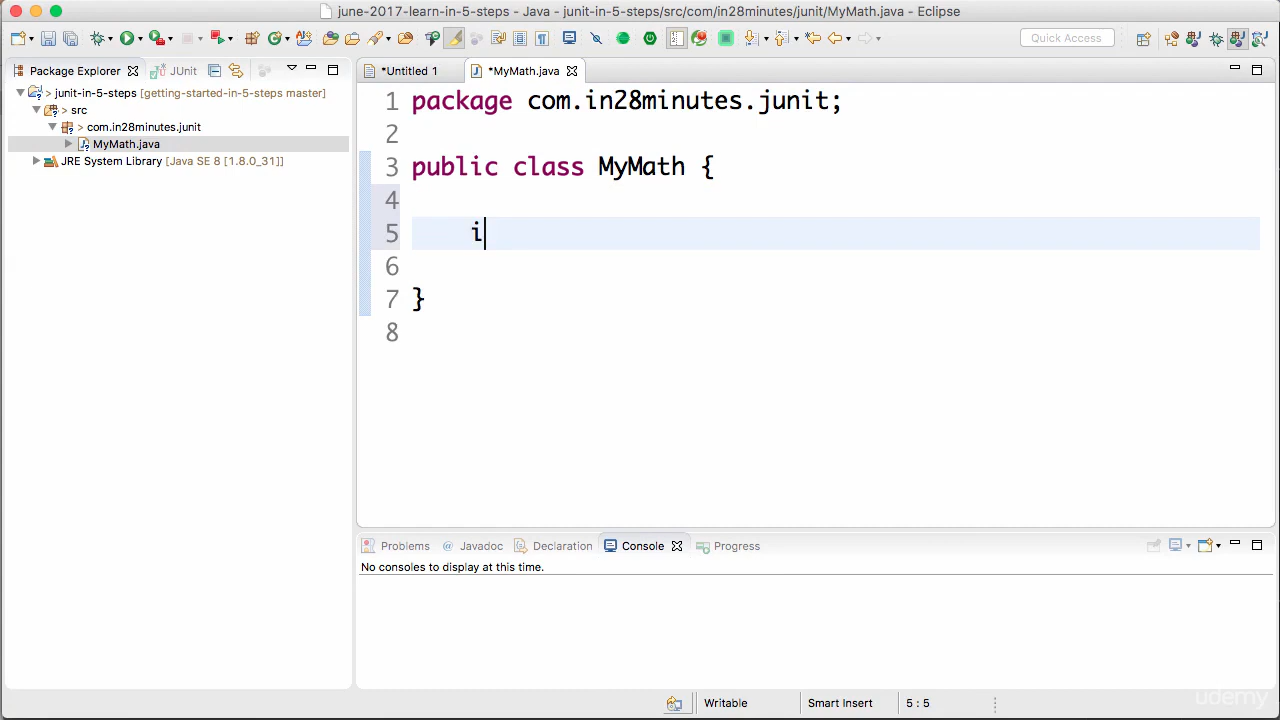 june-2017-learn-in-5-steps - Java - junit-in-5-steps/src/com/in28minutes/junit/MyMath.java - Eclipse
Quick Access
Package Explorer
JUnit
*Untitled 1
*MyMath.java
> junit-in-5-steps [getting-started-in-5-steps master]
> src
> com.in28minutes.junit
MyMath.java
JRE System Library [Java SE 8 [1.8.0_31]]
1 package com.in28minutes.junit;
2
3 public class MyMath {
4
5 i
6
7 }
8
Problems
@ Javadoc
Declaration
Console
Progress
No consoles to display at this time.
Writable
Smart Insert
5 : 5
udemy